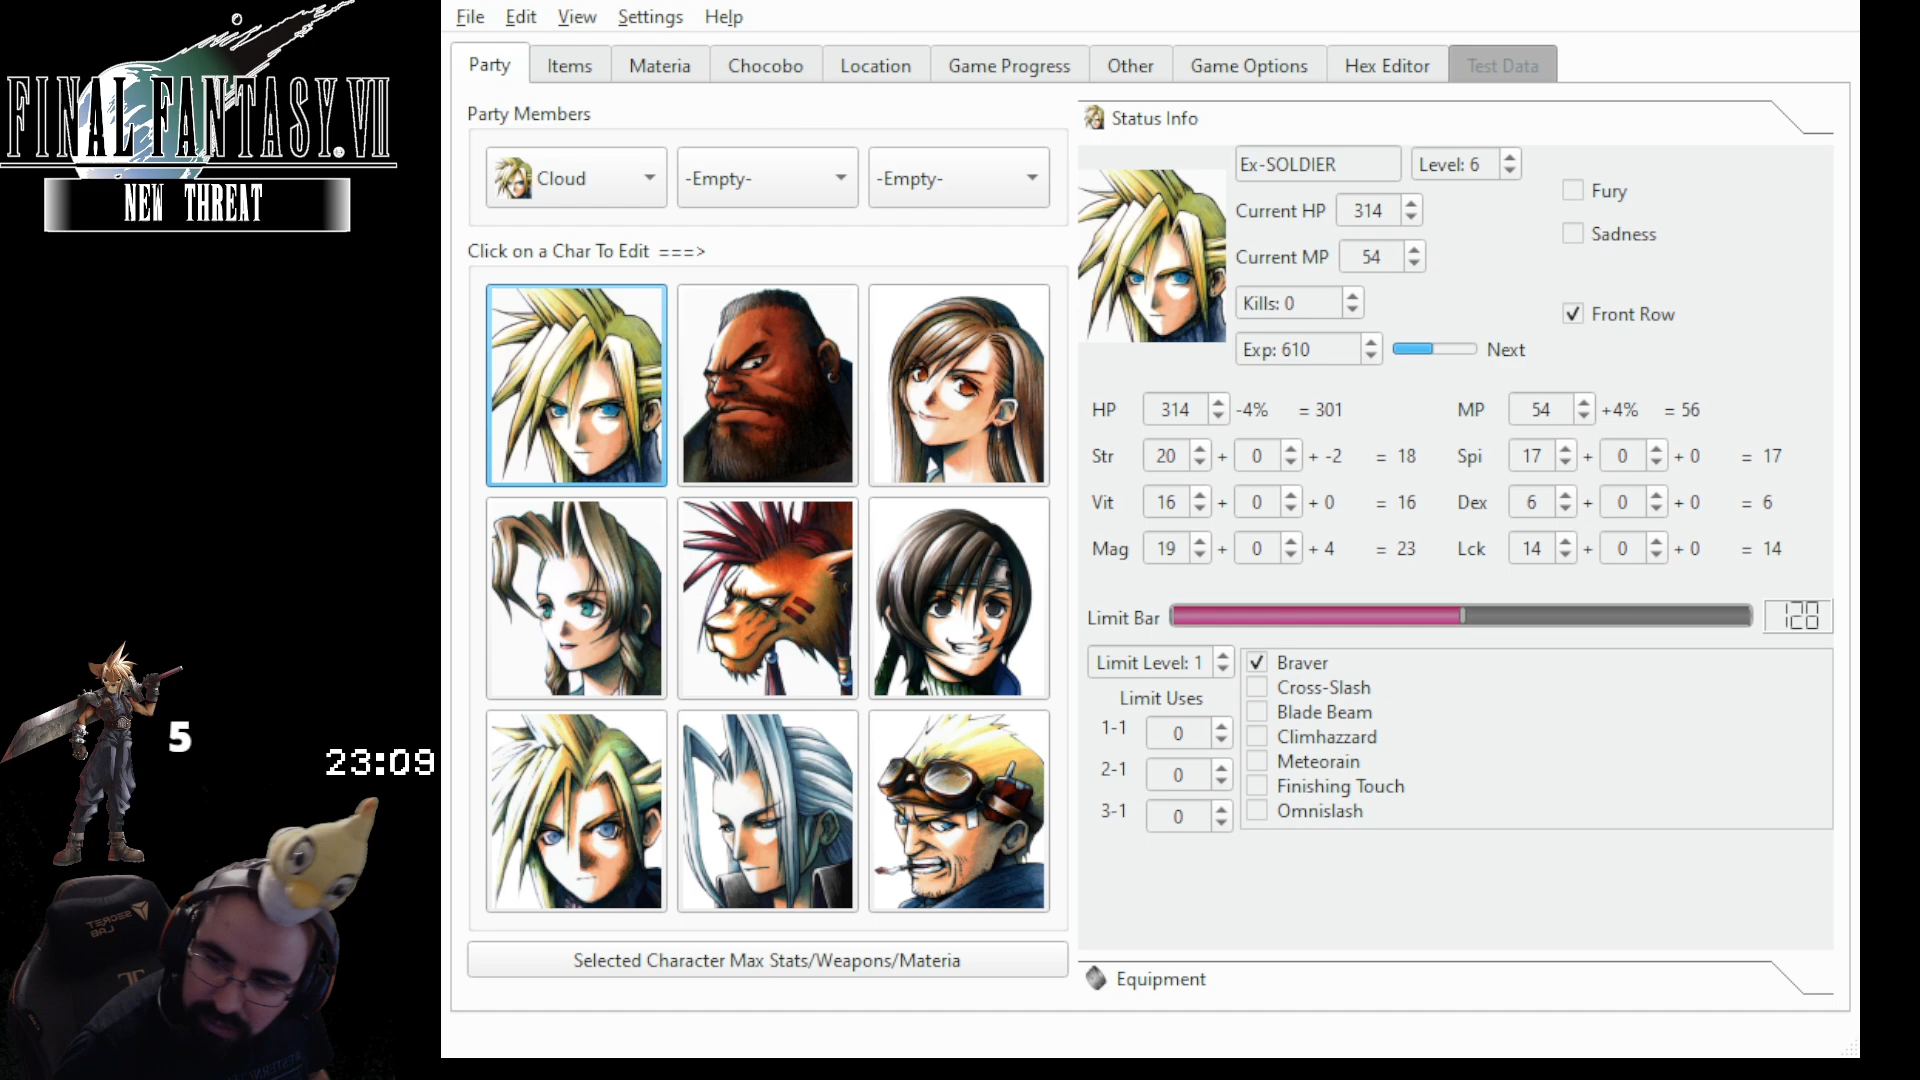 FINAL FANTASY.VII
NEW THREAT
5
23:09
SECRET
LAB
File Edit View Settings Help
Party Items Materia Chocobo Location Game Progress Other Game Options Hex Editor Test Data
Party Members
Cloud -Empty- -Empty-
Click on a Char To Edit ===>
Selected Character Max Stats/Weapons/Materia
Status Info
Ex-SOLDIER Level: 6
Current HP 314
Current MP 54
Kills: 0
Exp: 610 Next
Fury
Sadness
Front Row
HP 314 -4% = 301 MP 54 +4% = 56
Str 20 + 0 + -2 = 18 Spi 17 + 0 + 0 = 17
Vit 16 + 0 + 0 = 16 Dex 6 + 0 + 0 = 6
Mag 19 + 0 + 4 = 23 Lck 14 + 0 + 0 = 14
Limit Bar 120
Limit Level: 1
Limit Uses
1-1 0
2-1 0
3-1 0
Braver
Cross-Slash
Blade Beam
Climhazzard
Meteorain
Finishing Touch
Omnislash
Equipment